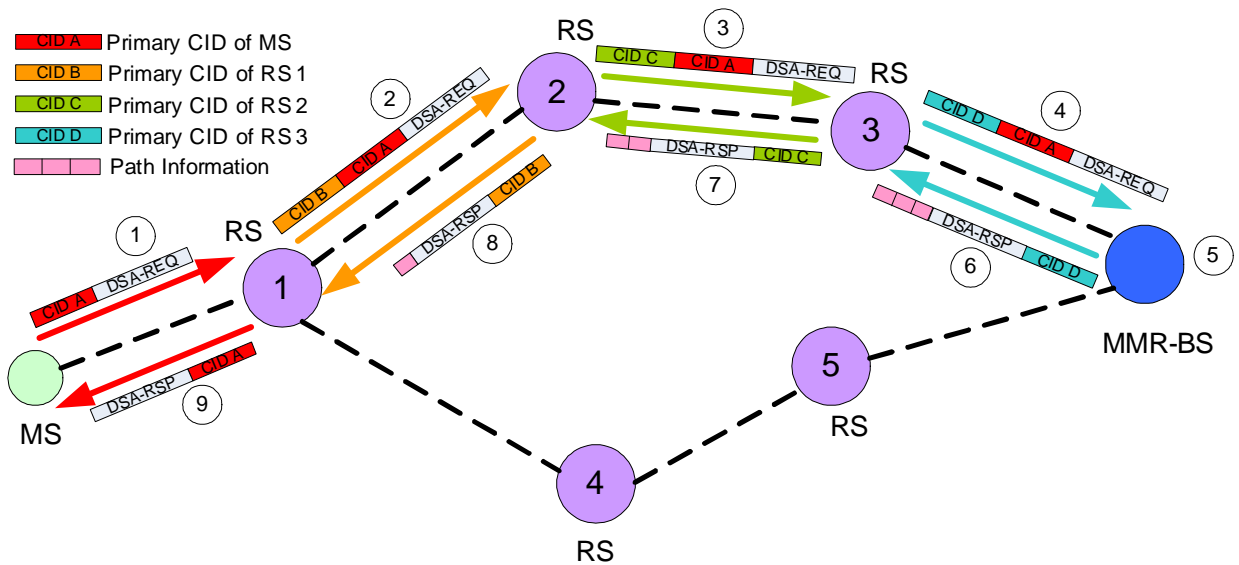 CID A Primary CID of MS
CID B Primary CID of RS 1
CID C Primary CID of RS 2
CID D Primary CID of RS 3
Path Information
RS
3
CID C CID A DSA-REQ
2
RS
2
CID B CID A DSA-REQ
3
4
CID D CID A DSA-REQ
DSA-RSP CID C
7
1
RS
CID A DSA-REQ
DSA-RSP CID B
8
DSA-RSP CID D
6
5
1
MMR-BS
DSA-RSP CID A
9
MS
5
RS
4
RS